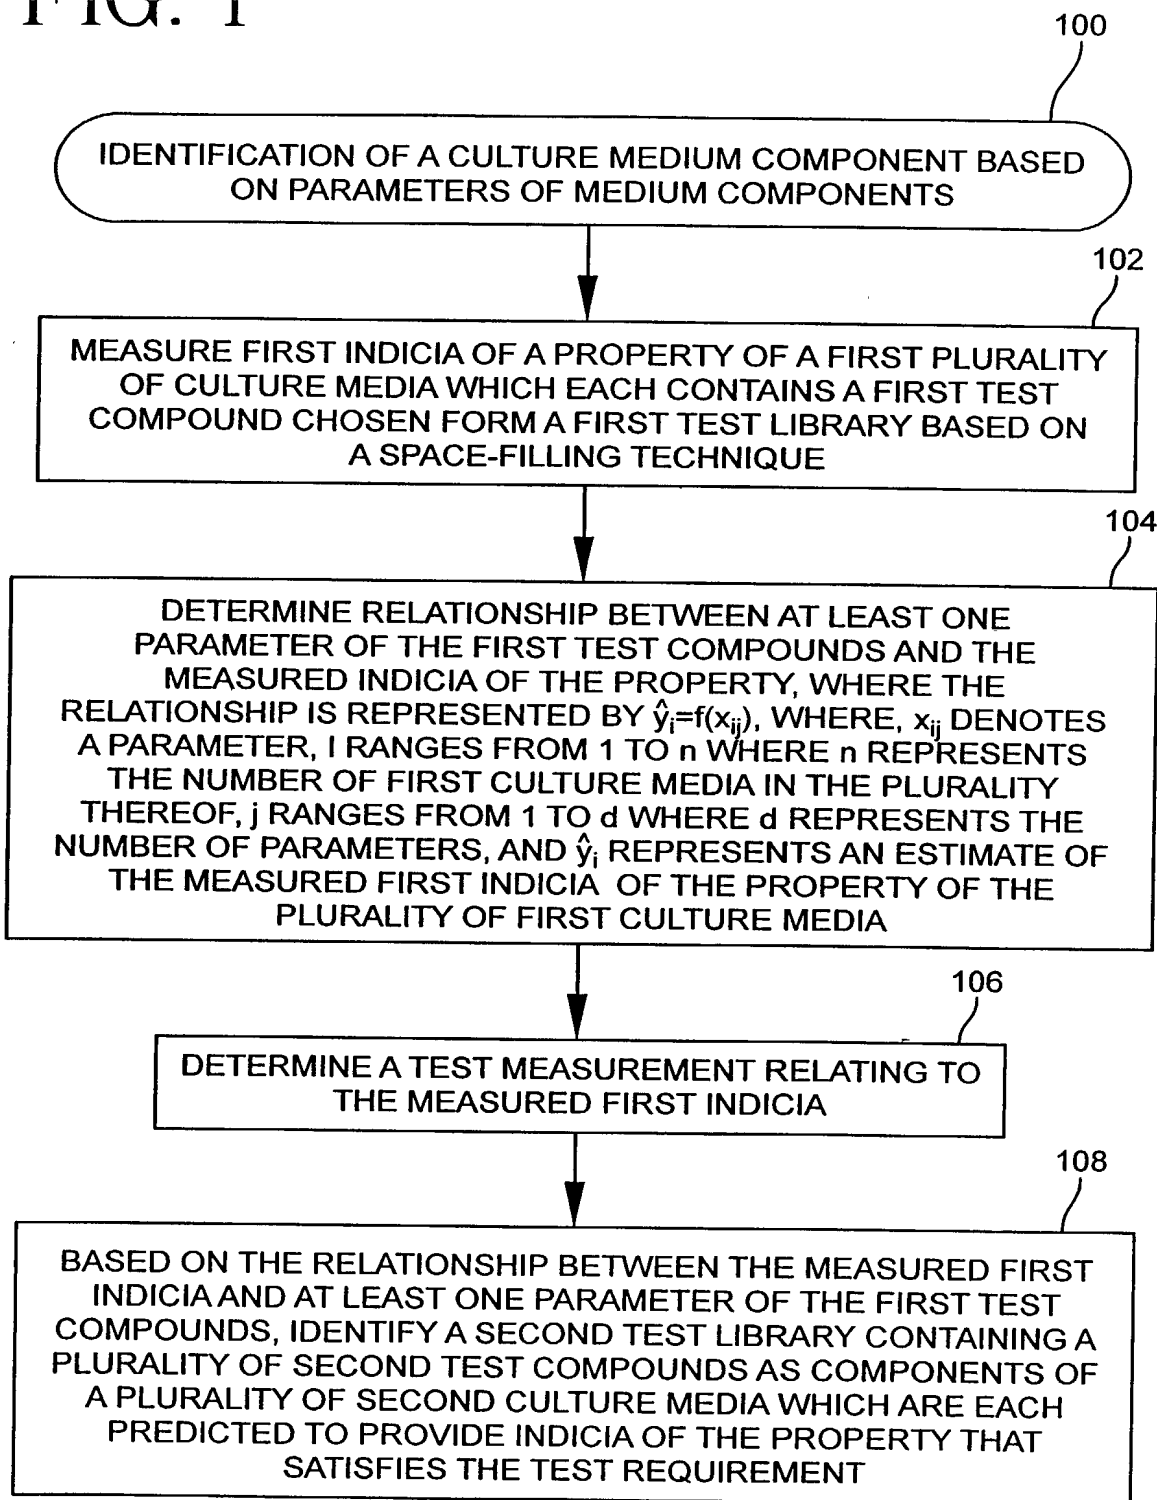 FIG. 1
100
IDENTIFICATION OF A CULTURE MEDIUM COMPONENT BASED
ON PARAMETERS OF MEDIUM COMPONENTS
102
MEASURE FIRST INDICIA OF A PROPERTY OF A FIRST PLURALITY
OF CULTURE MEDIA WHICH EACH CONTAINS A FIRST TEST
COMPOUND CHOSEN FORM A FIRST TEST LIBRARY BASED ON
A SPACE-FILLING TECHNIQUE
104
DETERMINE RELATIONSHIP BETWEEN AT LEAST ONE
PARAMETER OF THE FIRST TEST COMPOUNDS AND THE
MEASURED INDICIA OF THE PROPERTY, WHERE THE
RELATIONSHIP IS REPRESENTED BY ŷᵢ=f(xᵢⱼ), WHERE, xᵢⱼ DENOTES
A PARAMETER, I RANGES FROM 1 TO n WHERE n REPRESENTS
THE NUMBER OF FIRST CULTURE MEDIA IN THE PLURALITY
THEREOF, j RANGES FROM 1 TO d WHERE d REPRESENTS THE
NUMBER OF PARAMETERS, AND ŷᵢ REPRESENTS AN ESTIMATE OF
THE MEASURED FIRST INDICIA OF THE PROPERTY OF THE
PLURALITY OF FIRST CULTURE MEDIA
106
DETERMINE A TEST MEASUREMENT RELATING TO
THE MEASURED FIRST INDICIA
108
BASED ON THE RELATIONSHIP BETWEEN THE MEASURED FIRST
INDICIA AND AT LEAST ONE PARAMETER OF THE FIRST TEST
COMPOUNDS, IDENTIFY A SECOND TEST LIBRARY CONTAINING A
PLURALITY OF SECOND TEST COMPOUNDS AS COMPONENTS OF
A PLURALITY OF SECOND CULTURE MEDIA WHICH ARE EACH
PREDICTED TO PROVIDE INDICIA OF THE PROPERTY THAT
SATISFIES THE TEST REQUIREMENT